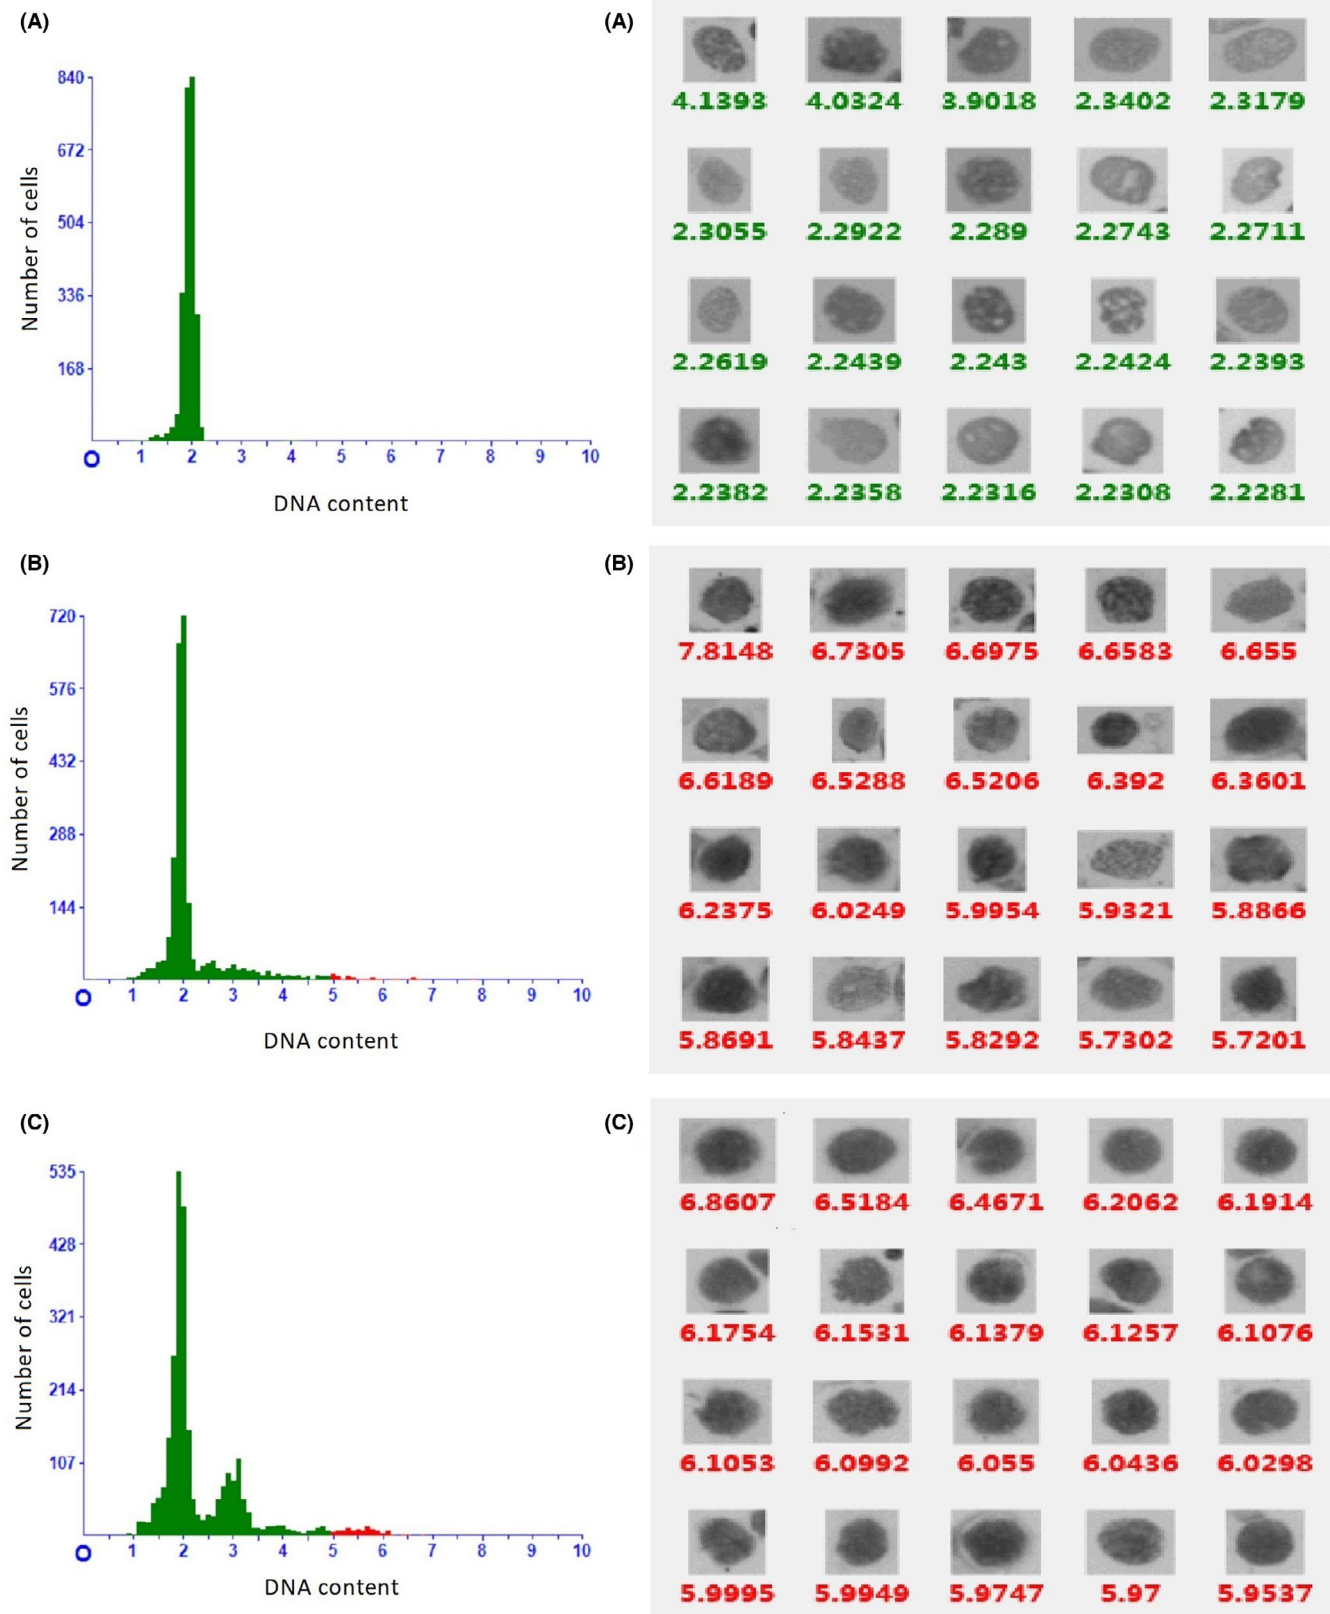 (A)
840
672
504
336
168
Number of cells
O 1 2 3 4 5 6 7 8 9 10
DNA content
(A)
4.1393 4.0324 3.9018 2.3402 2.3179
2.3055 2.2922 2.289 2.2743 2.2711
2.2619 2.2439 2.243 2.2424 2.2393
2.2382 2.2358 2.2316 2.2308 2.2281
(B)
720
576
432
288
144
Number of cells
O 1 2 3 4 5 6 7 8 9 10
DNA content
(B)
7.8148 6.7305 6.6975 6.6583 6.655
6.6189 6.5288 6.5206 6.392 6.3601
6.2375 6.0249 5.9954 5.9321 5.8866
5.8691 5.8437 5.8292 5.7302 5.7201
(C)
535
428
321
214
107
Number of cells
O 1 2 3 4 5 6 7 8 9 10
DNA content
(C)
6.8607 6.5184 6.4671 6.2062 6.1914
6.1754 6.1531 6.1379 6.1257 6.1076
6.1053 6.0992 6.055 6.0436 6.0298
5.9995 5.9949 5.9747 5.97 5.9537